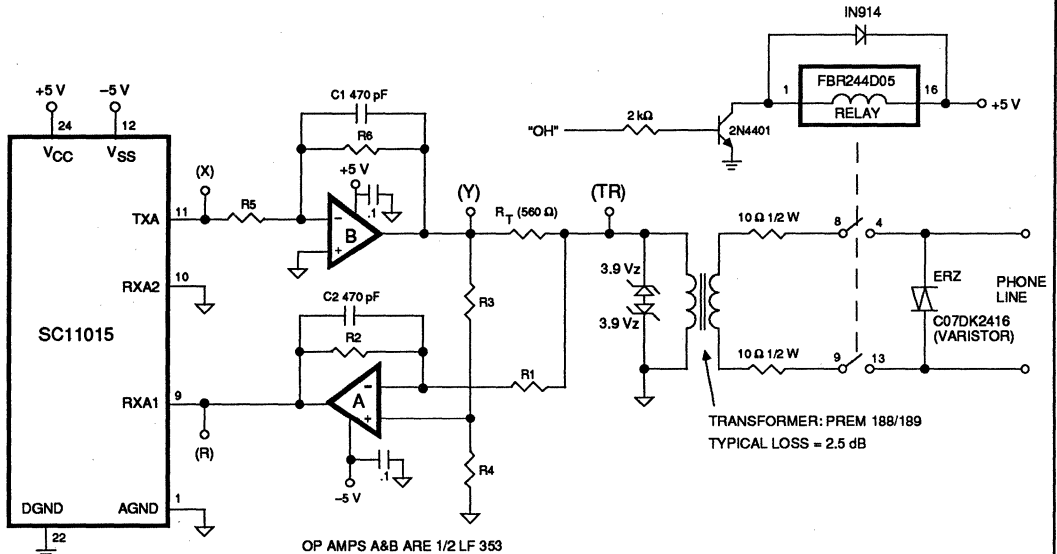 IN914
FBR244D05
1
16
RELAY
+5 V
"OH"
2 kΩ
2N4401
+5 V
–5 V
24
12
VCC
VSS
C1 470 pF
R6
+5 V
.1
(X)
TXA
11
R5
–
B
+
(Y)
RT (560 Ω)
(TR)
10 Ω 1/2 W
8
4
RXA2
10
C2 470 pF
R2
R3
3.9 Vz
3.9 Vz
ERZ
C07DK2416
(VARISTOR)
PHONE
LINE
SC11015
RXA1
9
(R)
–
A
+
R1
10 Ω 1/2 W
9
13
–5 V
.1
R4
TRANSFORMER: PREM 188/189
TYPICAL LOSS = 2.5 dB
DGND
AGND
1
22
OP AMPS A&B ARE 1/2 LF 353